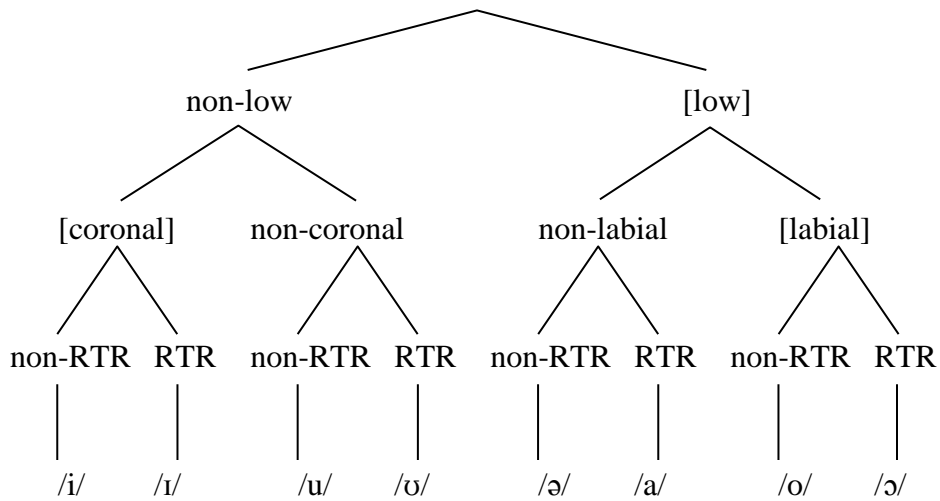 non-low [low]
[coronal] non-coronal non-labial [labial]
non-RTR RTR non-RTR RTR non-RTR RTR non-RTR RTR
/i/ /ɪ/ /u/ /ʊ/ /ə/ /a/ /o/ /ɔ/